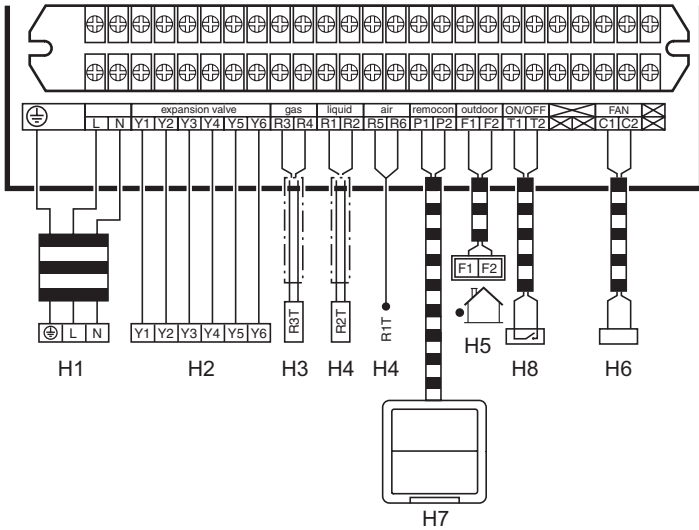 expansion valve gas liquid air remocon outdoor ON/OFF FAN
L N Y1 Y2 Y3 Y4 Y5 Y6 R3 R4 R1 R2 R5 R6 P1 P2 F1 F2 T1 T2 C1 C2
F1 F2
L N Y1 Y2 Y3 Y4 Y5 Y6 R3T R2T R1T
H5
H1 H2 H3 H4 H4 H8 H6
H7